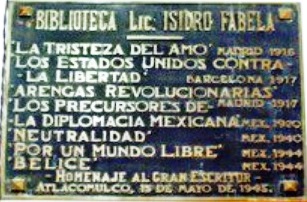 BIBLIOTECA Lic. ISIDRO FABELA
"LA TRISTEZA DEL AMO" MADRID 1916
"LOS ESTADOS UNIDOS CONTRA-
-LA LIBERTAD" BARCELONA 1917
"ARENGAS REVOLUCIONARIAS"
"LOS PRECURSORES DE- MADRID 1917
-LA DIPLOMACIA MEXICANA" MEX. 1920
"NEUTRALIDAD" MEX. 1940
"POR UN MUNDO LIBRE" MEX. 1944
"BELICE" MEX. 1944
-HOMENAJE AL GRAN ESCRITOR-
ATLACOMULCO, 15 DE MAYO DE 1945.